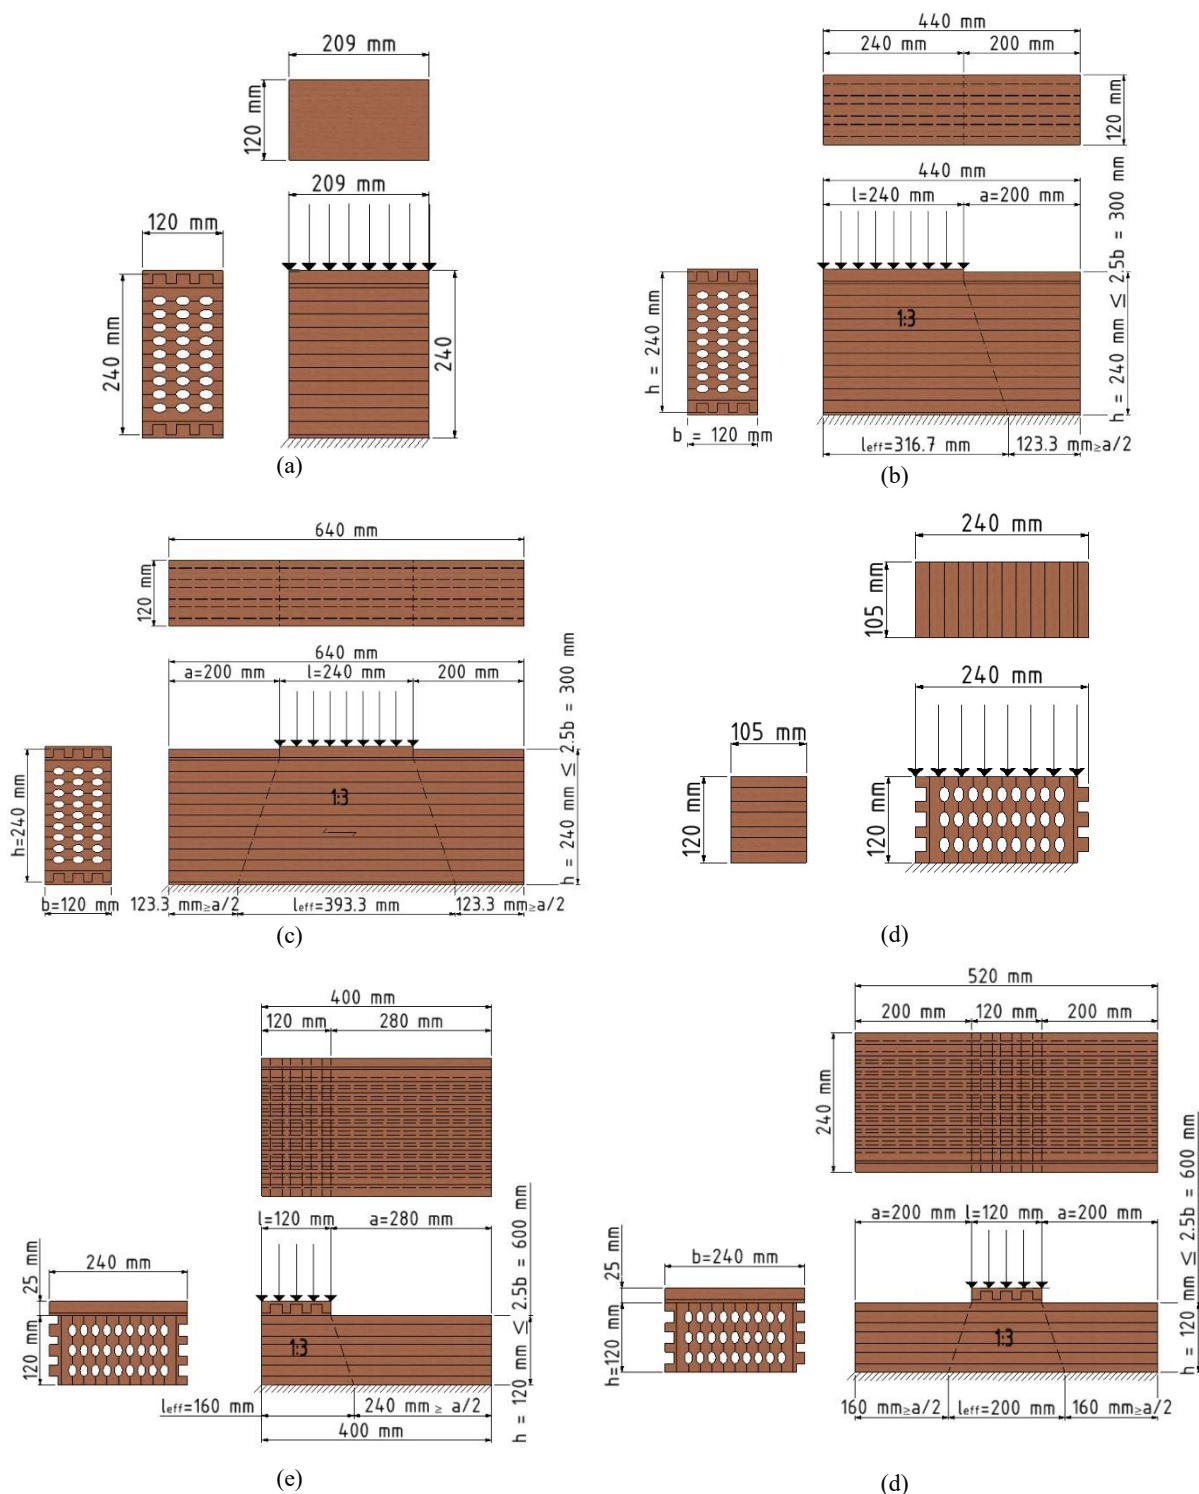 209 mm
120 mm
209 mm
120 mm
240 mm
240
(a)
440 mm
240 mm
200 mm
120 mm
440 mm
l=240 mm
a=200 mm
1:3
h = 240 mm
h = 240 mm ≤ 2.5b = 300 mm
b = 120 mm
leff=316.7 mm
123.3 mm≥a/2
(b)
640 mm
120 mm
640 mm
a=200 mm
l=240 mm
200 mm
1:3
h=240 mm
h = 240 mm ≤ 2.5b = 300 mm
b=120 mm
123.3 mm≥a/2
leff=393.3 mm
123.3 mm≥a/2
(c)
240 mm
105 mm
240 mm
105 mm
120 mm
120 mm
(d)
400 mm
120 mm
280 mm
l=120 mm
a=280 mm
240 mm
25 mm
120 mm
1:3
h = 120 mm ≤ 2.5b = 600 mm
leff=160 mm
240 mm ≥ a/2
400 mm
(e)
520 mm
200 mm
120 mm
200 mm
240 mm
a=200 mm
l=120 mm
a=200 mm
b=240 mm
25 mm
h=120 mm
1:3
h = 120 mm ≤ 2.5b = 600 mm
160 mm≥a/2
leff=200 mm
160 mm≥a/2
(d)